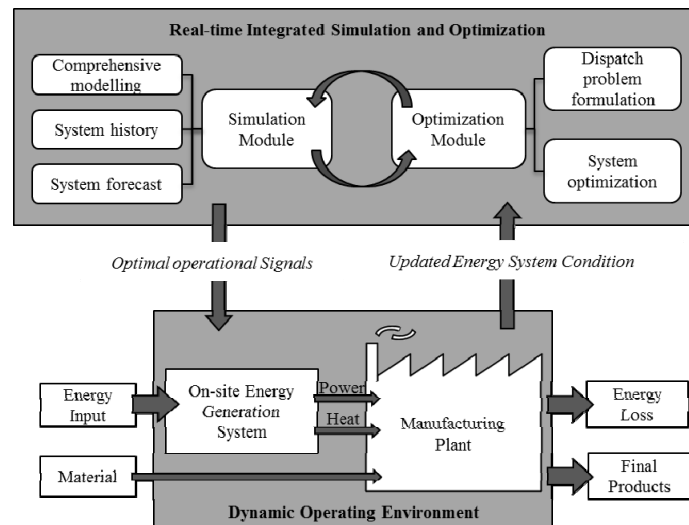 Real-time Integrated Simulation and Optimization
Comprehensive
modelling
System history
System forecast
Simulation
Module
Optimization
Module
Dispatch
problem
formulation
System
optimization
Optimal operational Signals
Updated Energy System Condition
Energy
Input
On-site Energy
Generation
System
Power
Heat
Manufacturing
Plant
Energy
Loss
Material
Final
Products
Dynamic Operating Environment